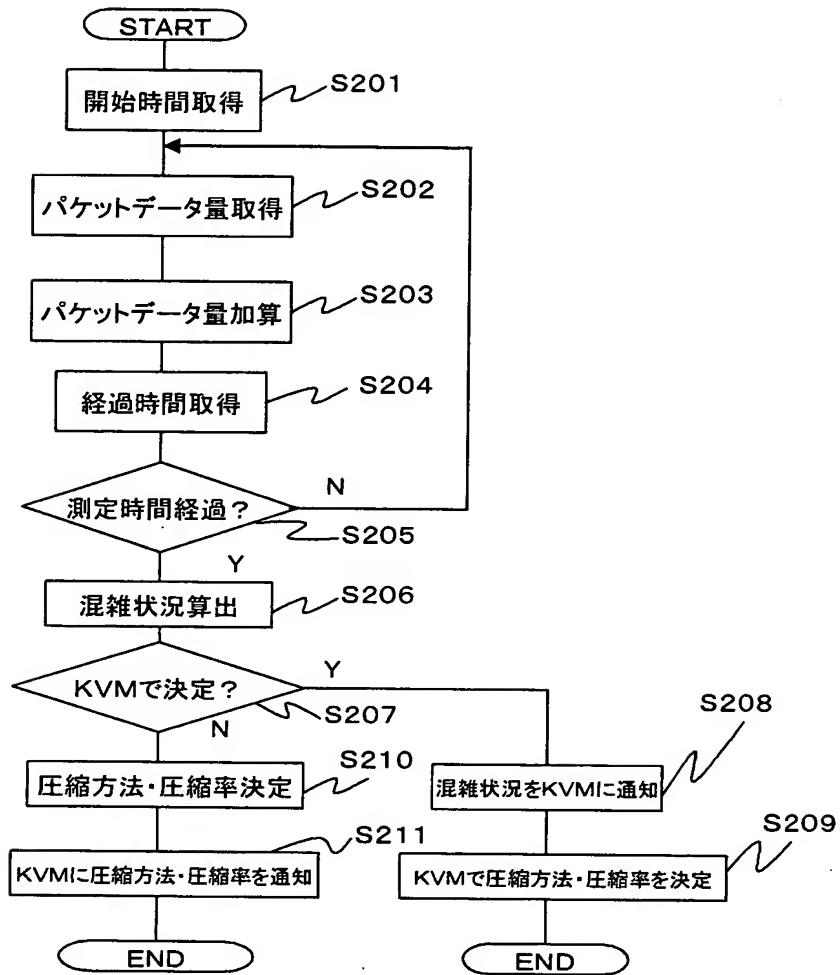 START
開始時間取得
S201
パケットデータ量取得
S202
パケットデータ量加算
S203
経過時間取得
S204
測定時間経過?
N
S205
Y
混雑状況算出
S206
KVMで決定?
Y
S207
N
圧縮方法・圧縮率決定
S210
混雑状況をKVMに通知
S208
KVMに圧縮方法・圧縮率を通知
S211
KVMで圧縮方法・圧縮率を決定
S209
END
END